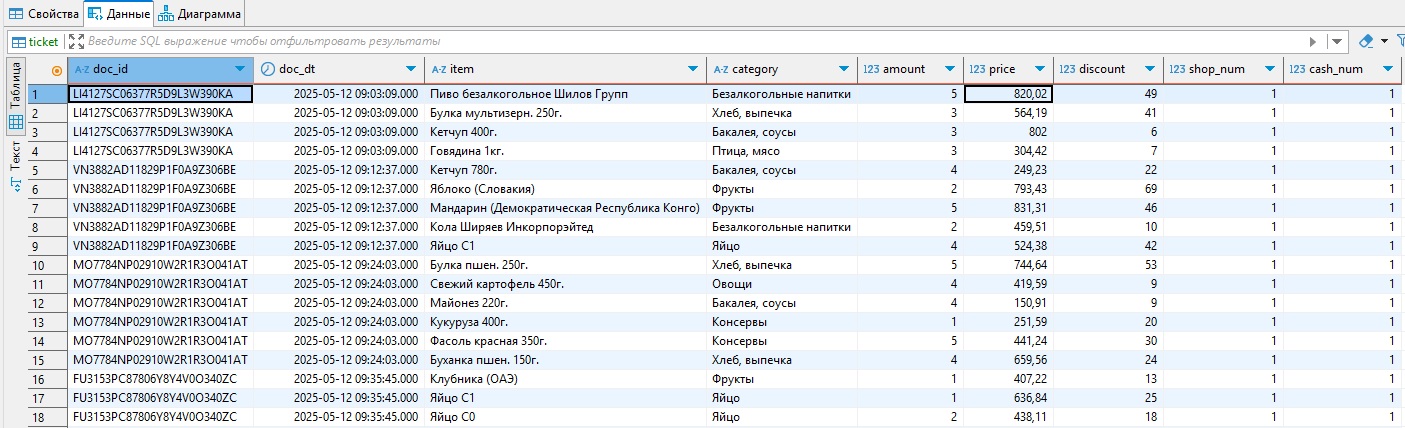 Свойства Данные Диаграмма
ticket Введите SQL выражение чтобы отфильтровать результаты
Таблица
Текст
A-Z doc_id doc_dt A-Z item A-Z category 123 amount 123 price 123 discount 123 shop_num 123 cash_num
1 LI4127SC06377R5D9L3W390KA 2025-05-12 09:03:09.000 Пиво безалкогольное Шилов Групп Безалкогольные напитки 5 820,02 49 1 1
2 LI4127SC06377R5D9L3W390KA 2025-05-12 09:03:09.000 Булка мультизерн. 250г. Хлеб, выпечка 3 564,19 41 1 1
3 LI4127SC06377R5D9L3W390KA 2025-05-12 09:03:09.000 Кетчуп 400г. Бакалея, соусы 3 802 6 1 1
4 LI4127SC06377R5D9L3W390KA 2025-05-12 09:03:09.000 Говядина 1кг. Птица, мясо 3 304,42 7 1 1
5 VN3882AD11829P1F0A9Z306BE 2025-05-12 09:12:37.000 Кетчуп 780г. Бакалея, соусы 4 249,23 22 1 1
6 VN3882AD11829P1F0A9Z306BE 2025-05-12 09:12:37.000 Яблоко (Словакия) Фрукты 2 793,43 69 1 1
7 VN3882AD11829P1F0A9Z306BE 2025-05-12 09:12:37.000 Мандарин (Демократическая Республика Конго) Фрукты 5 831,31 46 1 1
8 VN3882AD11829P1F0A9Z306BE 2025-05-12 09:12:37.000 Кола Ширяев Инкорпорэйтед Безалкогольные напитки 2 459,51 10 1 1
9 VN3882AD11829P1F0A9Z306BE 2025-05-12 09:12:37.000 Яйцо С1 Яйцо 4 524,38 42 1 1
10 MO7784NP02910W2R1R3O041AT 2025-05-12 09:24:03.000 Булка пшен. 250г. Хлеб, выпечка 5 744,64 53 1 1
11 MO7784NP02910W2R1R3O041AT 2025-05-12 09:24:03.000 Свежий картофель 450г. Овощи 4 419,59 9 1 1
12 MO7784NP02910W2R1R3O041AT 2025-05-12 09:24:03.000 Майонез 220г. Бакалея, соусы 4 150,91 9 1 1
13 MO7784NP02910W2R1R3O041AT 2025-05-12 09:24:03.000 Кукуруза 400г. Консервы 1 251,59 20 1 1
14 MO7784NP02910W2R1R3O041AT 2025-05-12 09:24:03.000 Фасоль красная 350г. Консервы 5 441,24 30 1 1
15 MO7784NP02910W2R1R3O041AT 2025-05-12 09:24:03.000 Буханка пшен. 150г. Хлеб, выпечка 4 659,56 24 1 1
16 FU3153PC87806Y8Y4V0O340ZC 2025-05-12 09:35:45.000 Клубника (ОАЭ) Фрукты 1 407,22 13 1 1
17 FU3153PC87806Y8Y4V0O340ZC 2025-05-12 09:35:45.000 Яйцо С1 Яйцо 1 636,84 25 1 1
18 FU3153PC87806Y8Y4V0O340ZC 2025-05-12 09:35:45.000 Яйцо С0 Яйцо 2 438,11 18 1 1